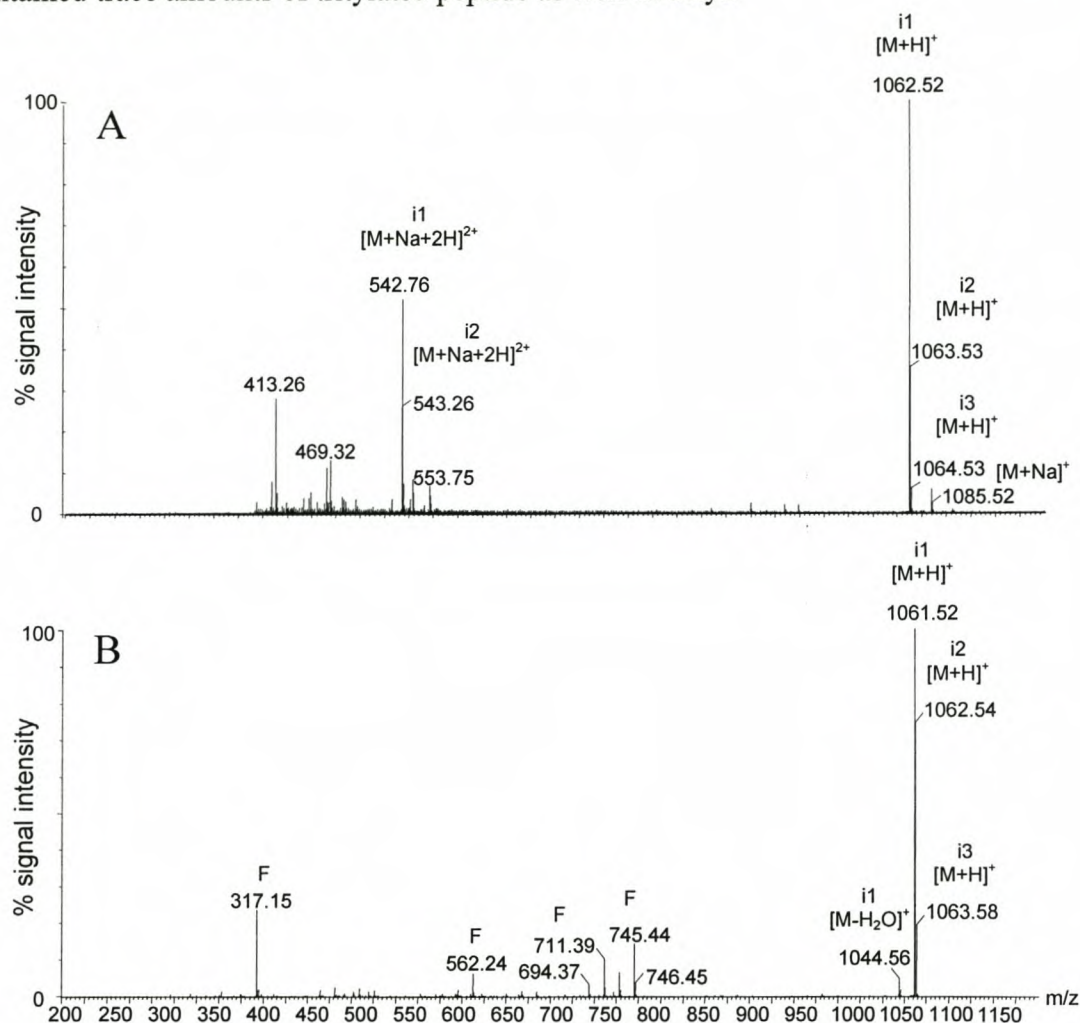 i1
[M+H]⁺
1062.52
100
A
% signal intensity
i1
[M+Na+2H]²⁺
542.76
i2
[M+Na+2H]²⁺
543.26
413.26
469.32
553.75
i2
[M+H]⁺
1063.53
i3
[M+H]⁺
1064.53 [M+Na]⁺
1085.52
0
i1
[M+H]⁺
1061.52
100
B
% signal intensity
i2
[M+H]⁺
1062.54
F
317.15
F
562.24
F
711.39
694.37
F
745.44
746.45
i3
[M+H]⁺
1063.58
i1
[M-H₂O]⁺
1044.56
0
200 250 300 350 400 450 500 550 600 650 700 750 800 850 900 950 1000 1050 1100 1150 m/z